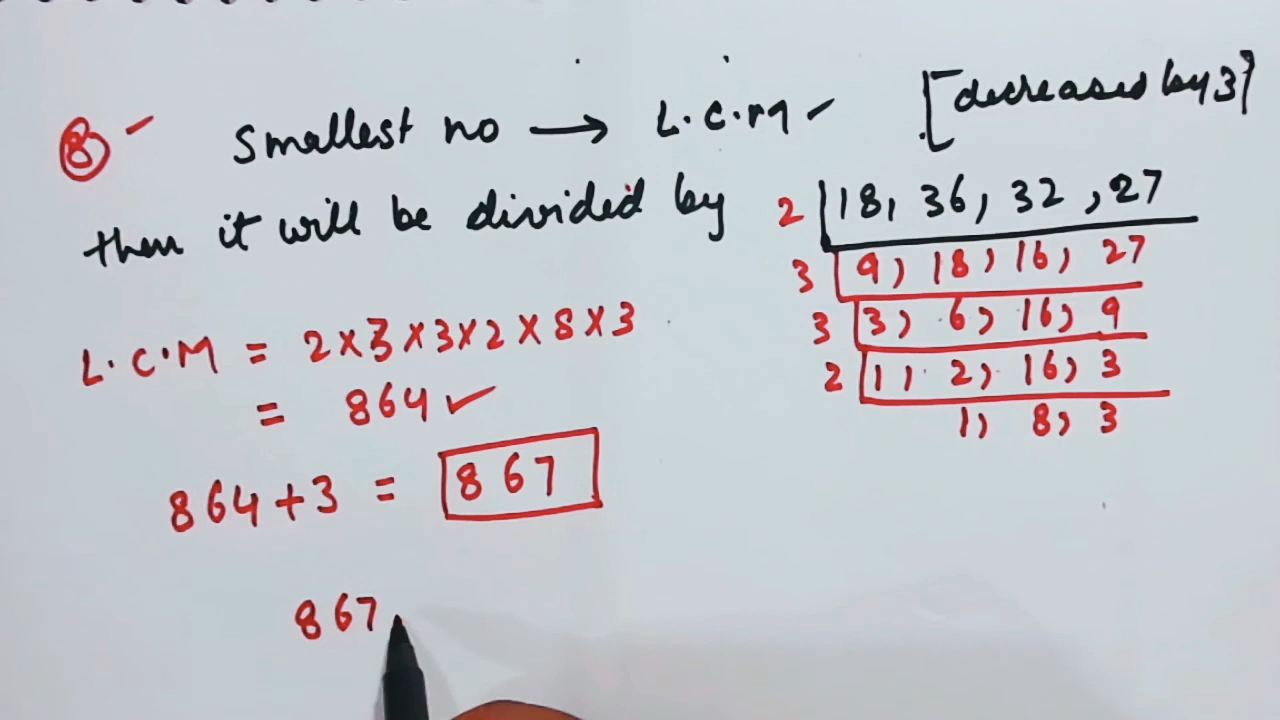 8 Smallest no → L.C.M ✓ [decreased by 3]
then it will be divided by
2 | 18, 36, 32, 27
3 | 9, 18, 16, 27
3 | 3, 6, 16, 9
2 | 1, 2, 16, 3
1, 8, 3
L.C.M = 2×3×3×2×8×3
= 864 ✓
864+3 = 867
867